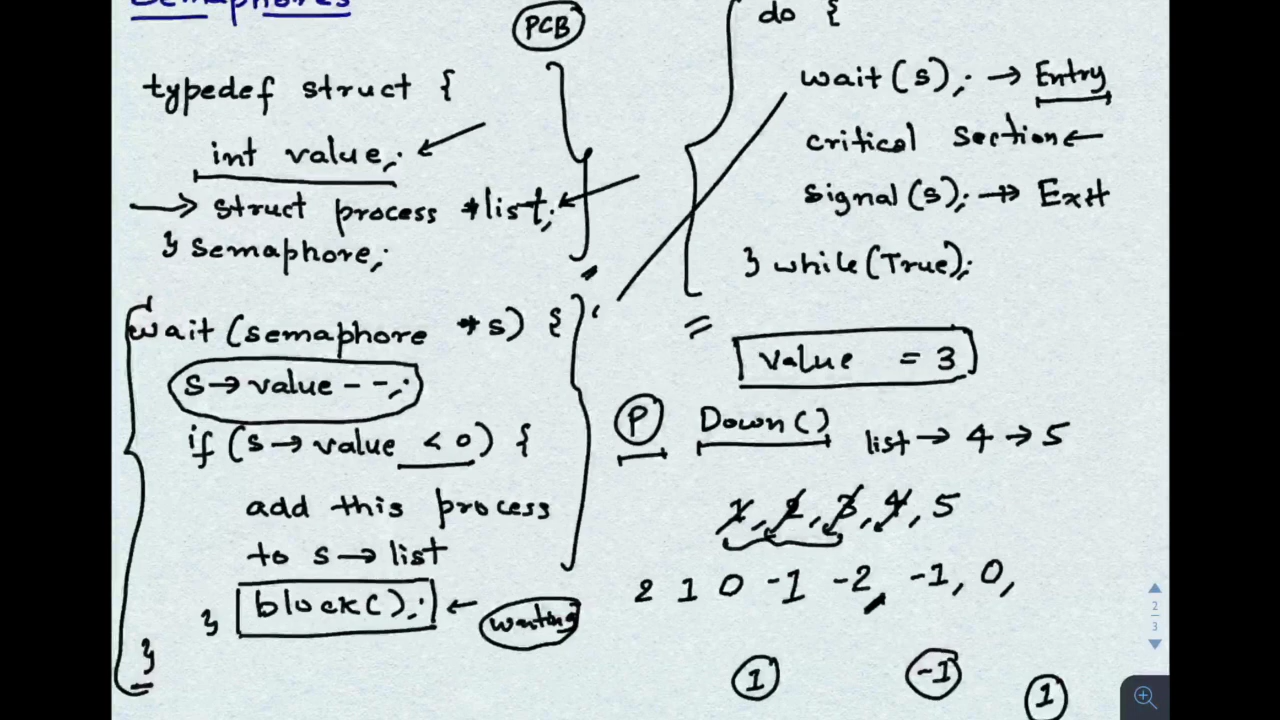 Semaphores
PCB
typedef struct {
int value;
→ struct process *list;
} semaphore;
wait(semaphore *s) {
s→value--;
if (s→value < 0) {
add this process
to s→list
block();
}
waiting
}
do {
wait(s); → Entry
critical section ←
signal(s); → Exit
} while(True);
value = 3
P Down() list → 4 → 5
1, 2, 3, 4, 5
2 1 0 -1 -2, -1, 0,
1 -1 1
2
3